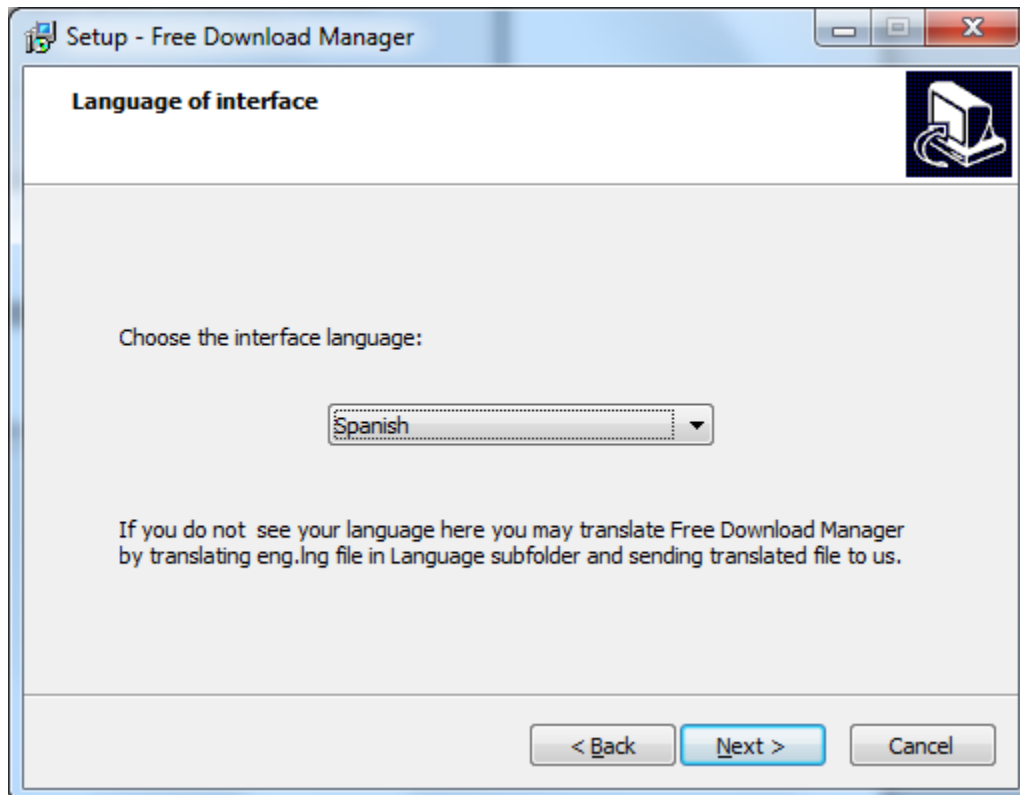 Setup - Free Download Manager
Language of interface
Choose the interface language:
Spanish
If you do not  see your language here you may translate Free Download Manager
by translating eng.lng file in Language subfolder and sending translated file to us.
< Back
Next >
Cancel